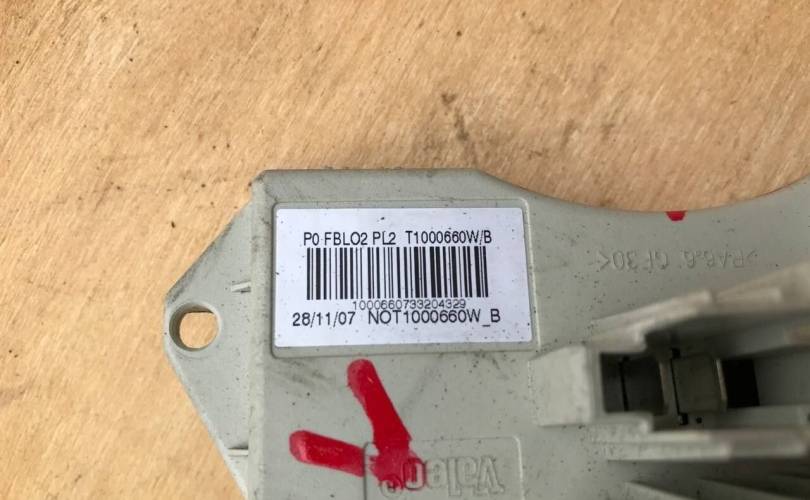 P0 FBLO2 PL2 T1000660W/B
1000660733204329
28/11/07 NOT1000660W_B
>PA6.6 GF30<
Valeo